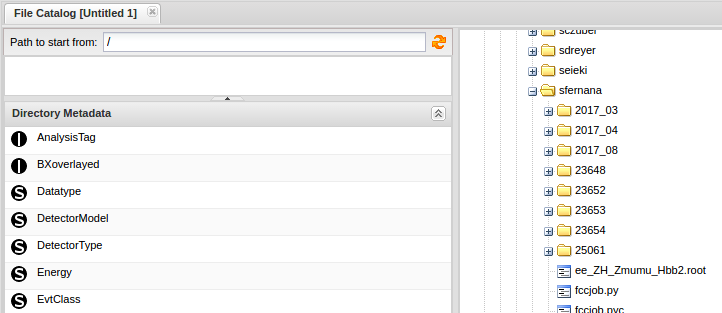 File Catalog [Untitled 1]
Path to start from: /
Directory Metadata
I AnalysisTag
I BXoverlayed
S Datatype
S DetectorModel
S DetectorType
S Energy
S EvtClass
sczuber
sdreyer
seieki
sfernana
2017_03
2017_04
2017_08
23648
23652
23653
23654
25061
ee_ZH_Zmumu_Hbb2.root
fccjob.py
fccjob.pyc